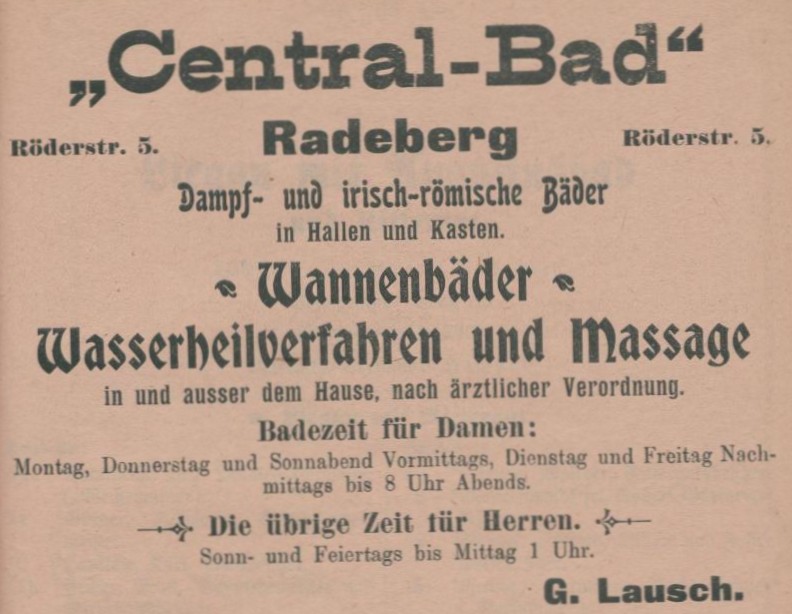 „Central-Bad“
Röderstr. 5. Radeberg Röderstr. 5.
Dampf- und irisch-römische Bäder
in Hallen und Kasten.
Wannenbäder
Wasserheilverfahren und Massage
in und ausser dem Hause, nach ärztlicher Verordnung.
Badezeit für Damen:
Montag, Donnerstag und Sonnabend Vormittags, Dienstag und Freitag Nach-
mittags bis 8 Uhr Abends.
Die übrige Zeit für Herren.
Sonn- und Feiertags bis Mittag 1 Uhr.
G. Lausch.